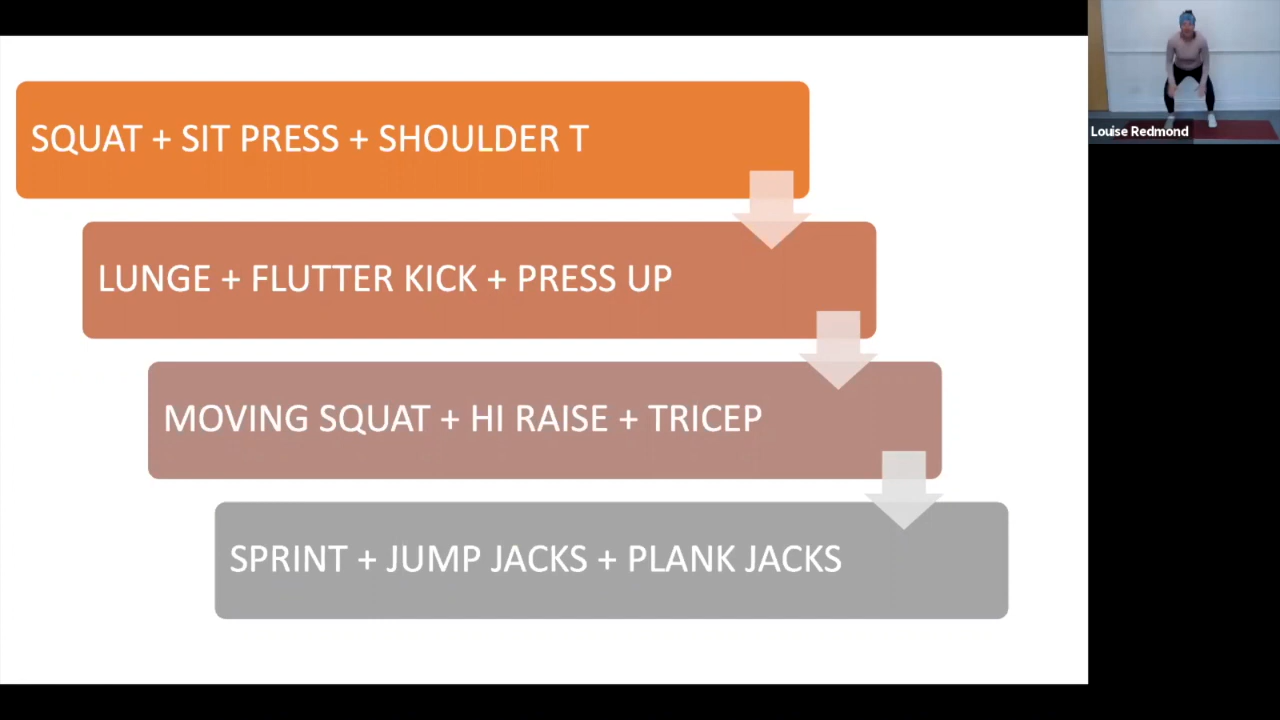 SQUAT + SIT PRESS + SHOULDER T
LUNGE + FLUTTER KICK + PRESS UP
MOVING SQUAT + HI RAISE + TRICEP
SPRINT + JUMP JACKS + PLANK JACKS
Louise Redmond